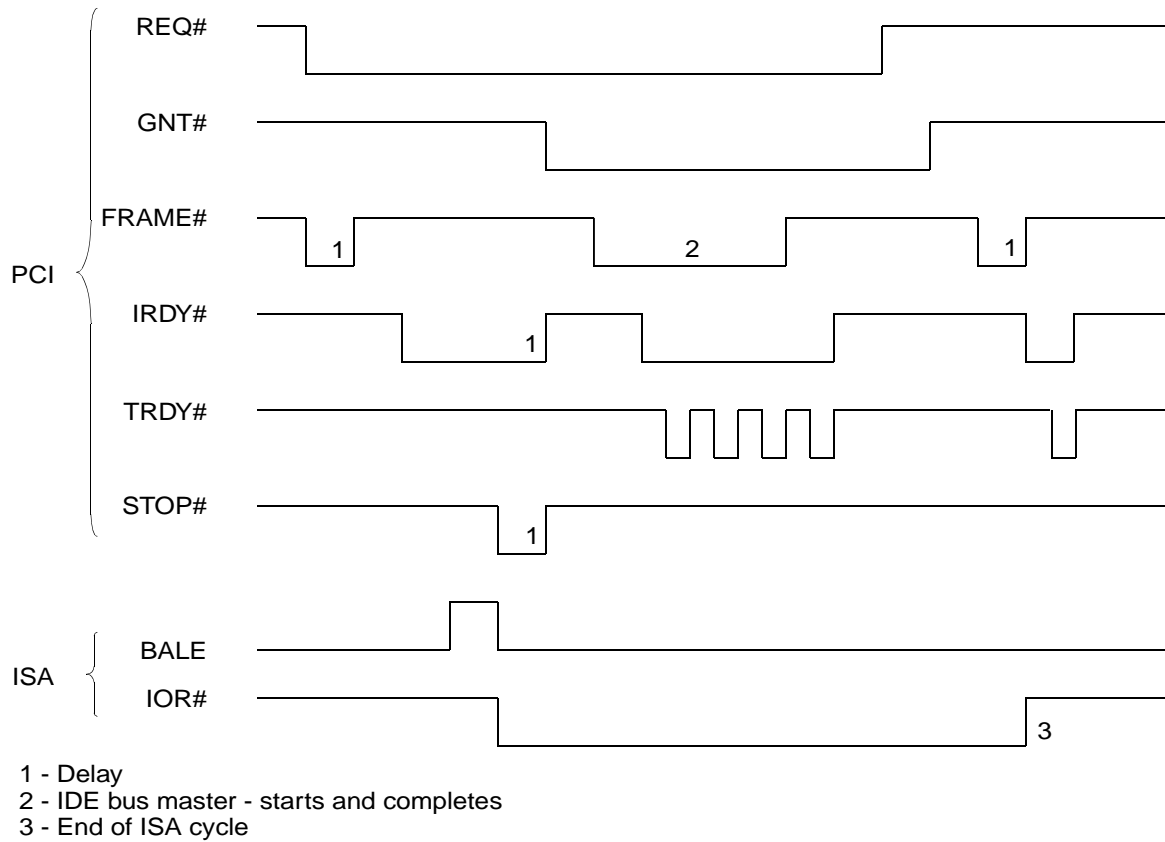 PCI
REQ#
GNT#
FRAME#
1
2
1
IRDY#
1
TRDY#
STOP#
1
ISA
BALE
IOR#
3
1 - Delay
2 - IDE bus master - starts and completes
3 - End of ISA cycle